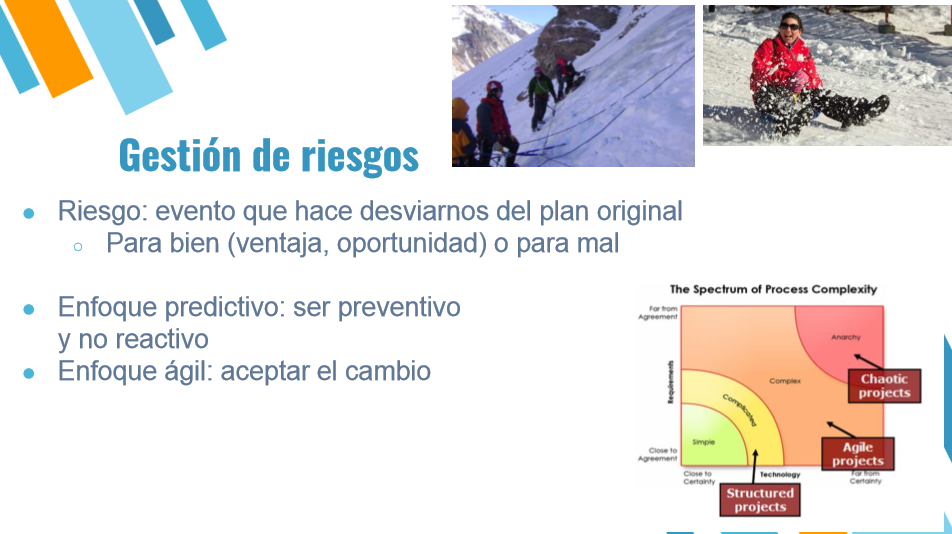 Gestión de riesgos
● Riesgo: evento que hace desviarnos del plan original
○ Para bien (ventaja, oportunidad) o para mal
● Enfoque predictivo: ser preventivo
y no reactivo
● Enfoque ágil: aceptar el cambio
The Spectrum of Process Complexity
Far from
Agreement
Anarchy
Chaotic
projects
Requirements
Complex
Complicated
Simple
Agile
projects
Close to
Agreement
Close to
Certainty
Technology
Far from
Certainty
Structured
projects